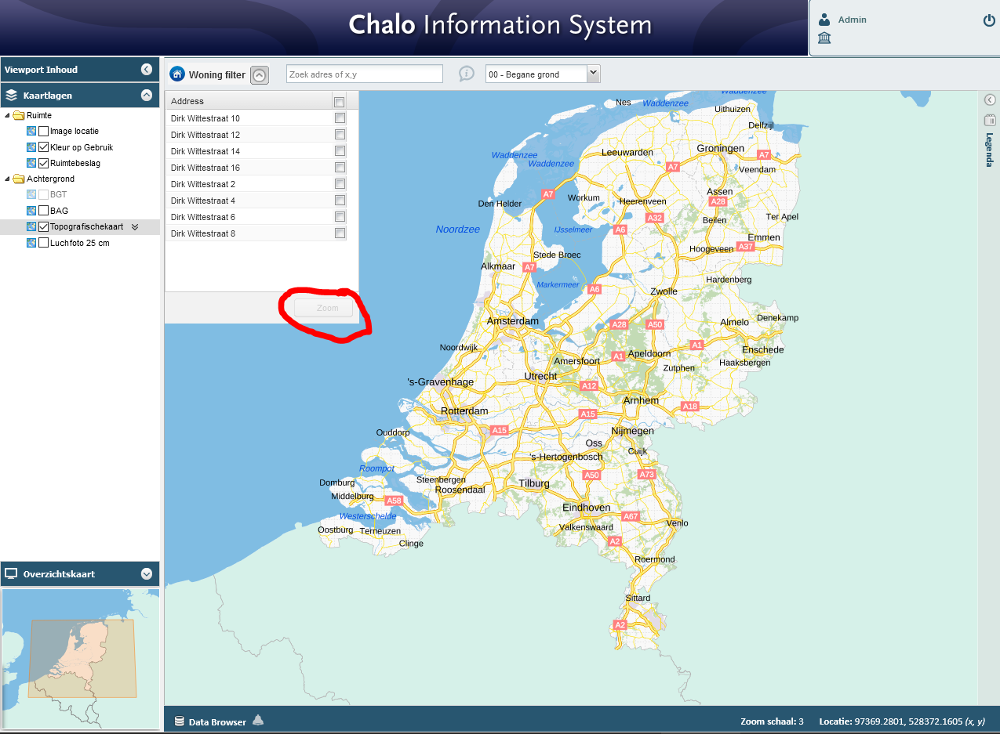 Chalo Information System
Admin
Viewport Inhoud
Woning filter
Zoek adres of x,y
00 - Begane grond
Kaartlagen
Ruimte
Image locatie
Kleur op Gebruik
Ruimtebeslag
Achtergrond
BGT
BAG
Topografischekaart
Luchtfoto 25 cm
Address
Dirk Wittestraat 10
Dirk Wittestraat 12
Dirk Wittestraat 14
Dirk Wittestraat 16
Dirk Wittestraat 2
Dirk Wittestraat 4
Dirk Wittestraat 6
Dirk Wittestraat 8
Zoom
Waddenzee
Nes
Waddenzee
Uithuizen
Delfzijl
Groningen
Leeuwarden
A7
Waddenzee
Waddenzee
A7
Veendam
Assen
A7
Workum
Heerenveen
A28
Den Helder
Ter Apel
A32
Beilen
Noordzee
IJsselmeer
A6
Emmen
Hoogeveen
A37
Stede Broec
Alkmaar
A7
Hardenberg
Markermeer
A6
Zwolle
Amsterdam
A28
A50
Almelo
Denekamp
Noordwijk
A1
Enschede
Amersfoort
A1
Apeldoorn
Haaksbergen
Zutphen
Utrecht
's-Gravenhage
A12
Arnhem
A18
Rotterdam
A15
A15
Nijmegen
Ouddorp
Oss
Cuijk
's-Hertogenbosch
Roompot
A50
A73
Domburg
Steenbergen
Tilburg
Roosendaal
Middelburg
A58
Eindhoven
Westerschelde
A67
Venlo
Oostburg
Terneuzen
Valkenswaard
Clinge
A2
Roermond
Sittard
A2
Legenda
Overzichtskaart
Data Browser
Zoom schaal: 3
Locatie: 97369.2801, 528372.1605 (x, y)